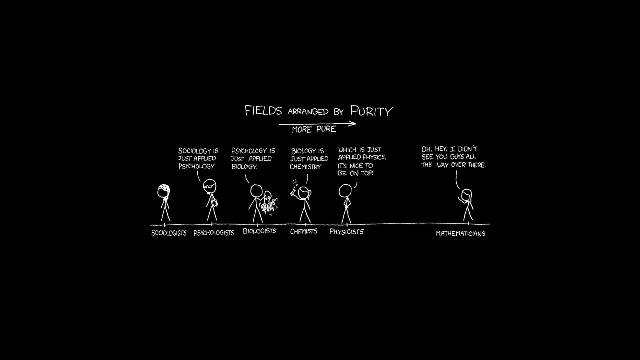 FIELDS ARRANGED BY PURITY
MORE PURE
SOCIOLOGY IS
JUST APPLIED
PSYCHOLOGY
PSYCHOLOGY IS
JUST APPLIED
BIOLOGY.
BIOLOGY IS
JUST APPLIED
CHEMISTRY
WHICH IS JUST
APPLIED PHYSICS.
IT'S NICE TO
BE ON TOP.
OH, HEY, I DIDN'T
SEE YOU GUYS ALL
THE WAY OVER THERE.
SOCIOLOGISTS
PSYCHOLOGISTS
BIOLOGISTS
CHEMISTS
PHYSICISTS
MATHEMATICIANS